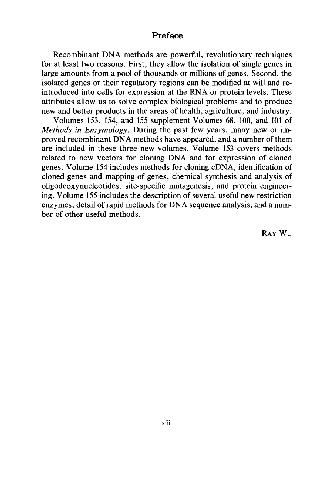 Preface
Recombinant DNA methods are powerful, revolutionary techniques
for at least two reasons. First, they allow the isolation of single genes in
large amounts from a pool of thousands or millions of genes. Second, the
isolated genes or their regulatory regions can be modified at will and re-
introduced into cells for expression at the RNA or protein levels. These
attributes allow us to solve complex biological problems and to produce
new and better products in the areas of health, agriculture, and industry.
Volumes 153, 154, and 155 supplement Volumes 68, 100, and 101 of
Methods in Enzymology. During the past few years, many new or im-
proved recombinant DNA methods have appeared, and a number of them
are included in these three new volumes. Volume 153 covers methods
related to new vectors for cloning DNA and for expression of cloned
genes. Volume 154 includes methods for cloning cDNA, identification of
cloned genes and mapping of genes, chemical synthesis and analysis of
oligodeoxynucleotides, site-specific mutagenesis, and protein engineer-
ing. Volume 155 includes the description of several useful new restriction
enzymes, detail of rapid methods for DNA sequence analysis, and a num-
ber of other useful methods.
RAY WU
xiii